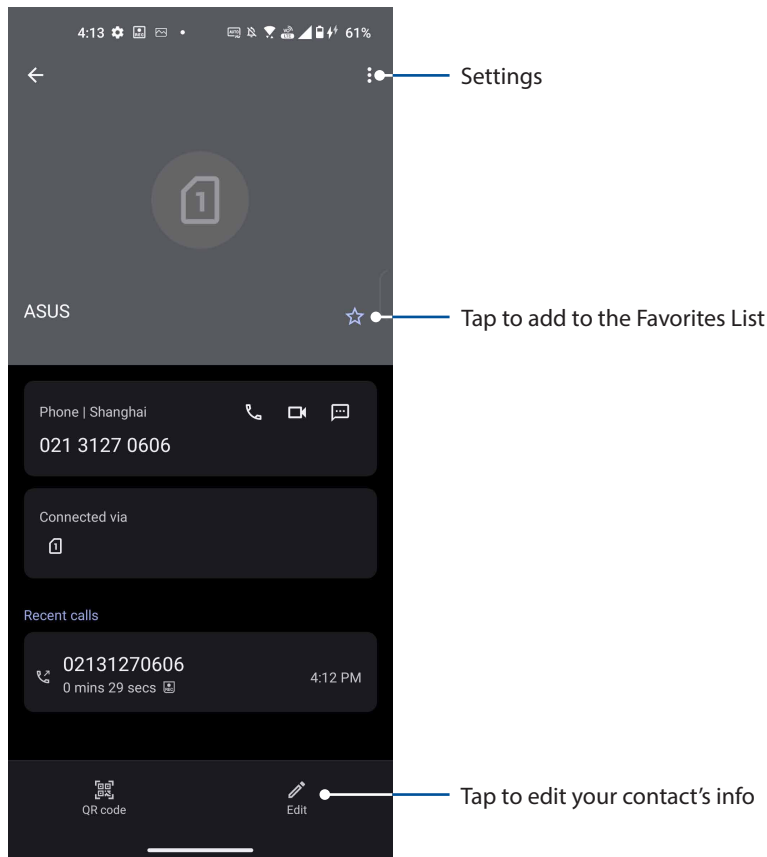 4:13 61%
Settings
1
ASUS
Tap to add to the Favorites List
Phone | Shanghai
021 3127 0606
Connected via
1
Recent calls
02131270606
0 mins 29 secs
4:12 PM
QR code
Edit
Tap to edit your contact’s info